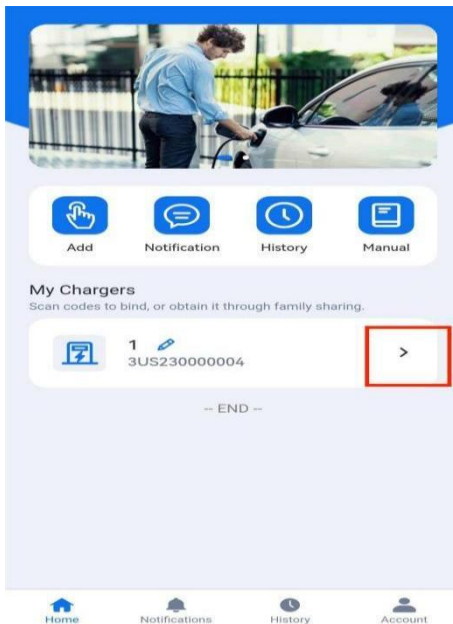 Add Notification History Manual
My Chargers
Scan codes to bind, or obtain it through family sharing.
1
3US230000004
>
-- END --
Home Notifications History Account